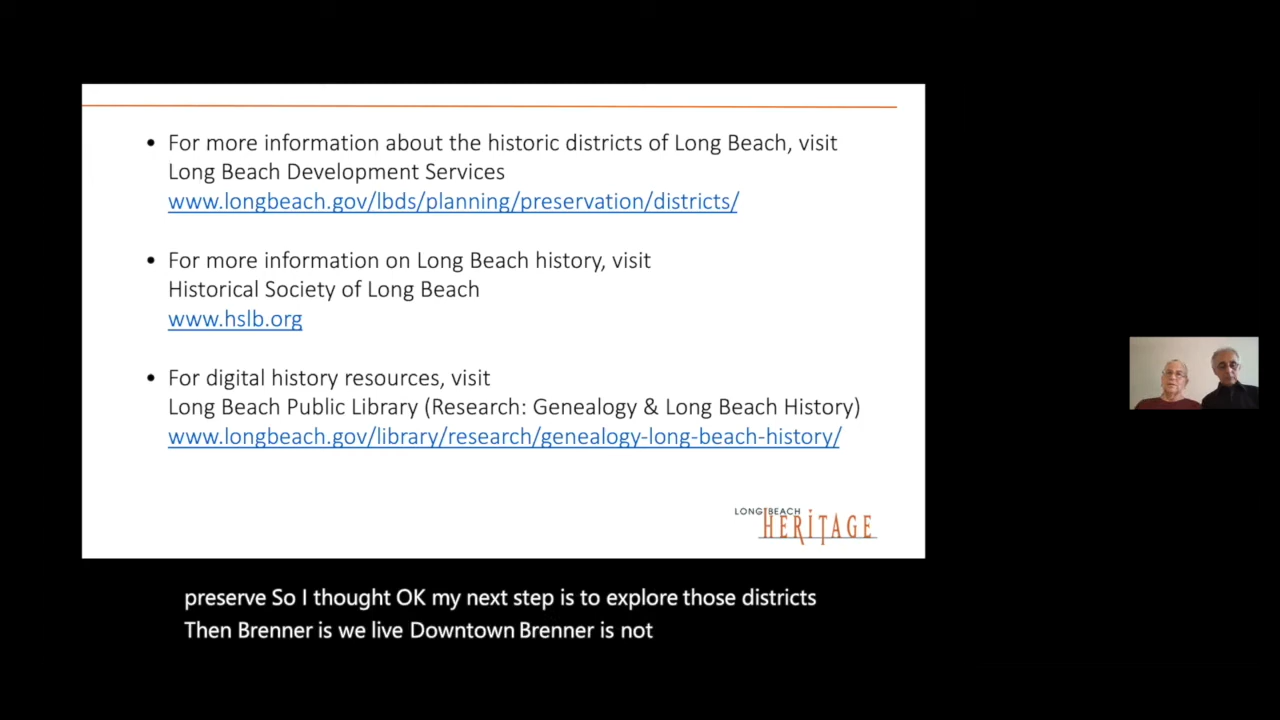 • For more information about the historic districts of Long Beach, visit
Long Beach Development Services
www.longbeach.gov/lbds/planning/preservation/districts/
• For more information on Long Beach history, visit
Historical Society of Long Beach
www.hslb.org
• For digital history resources, visit
Long Beach Public Library (Research: Genealogy & Long Beach History)
www.longbeach.gov/library/research/genealogy-long-beach-history/
LONG BEACH
HERiTAGE
preserve So I thought OK my next step is to explore those districts
Then Brenner is we live Downtown Brenner is not